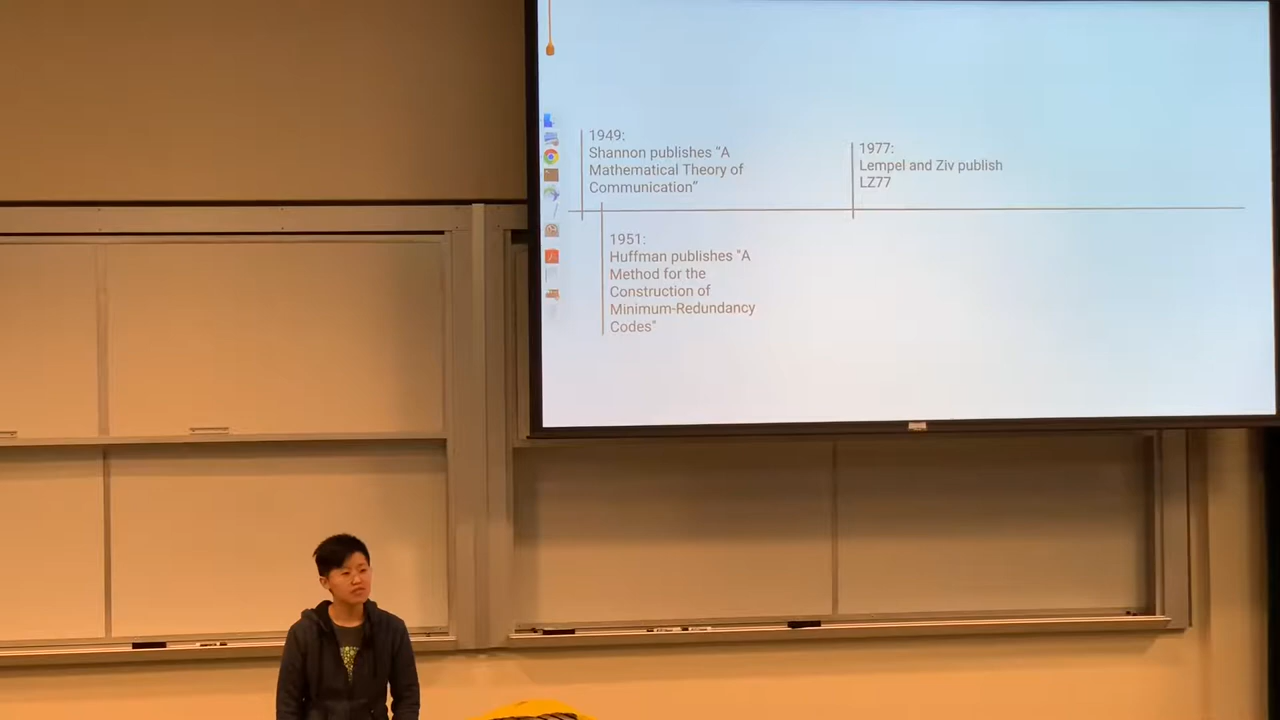 1949:
Shannon publishes “A
Mathematical Theory of
Communication”
1977:
Lempel and Ziv publish
LZ77
1951:
Huffman publishes "A
Method for the
Construction of
Minimum-Redundancy
Codes"